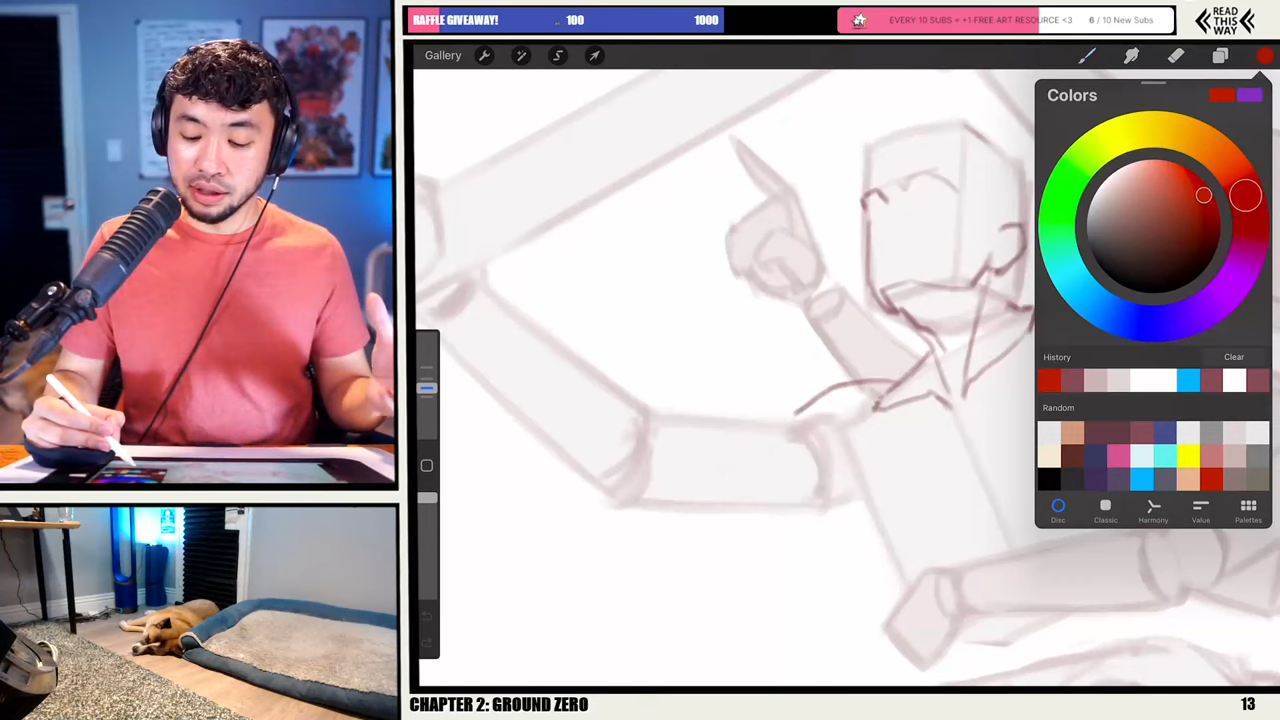 RAFFLE GIVEAWAY!
100
1000
EVERY 10 SUBS = +1 FREE ART RESOURCE <3
6 / 10 New Subs
READ
THIS
WAY
Gallery
Colors
History
Clear
Random
Disc
Classic
Harmony
Value
Palettes
CHAPTER 2: GROUND ZERO
13